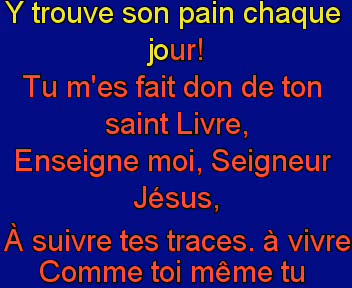 Y trouve son pain chaque
jour!
Tu m'es fait don de ton
saint Livre,
Enseigne moi, Seigneur
Jésus,
À suivre tes traces. à vivre
Comme toi même tu